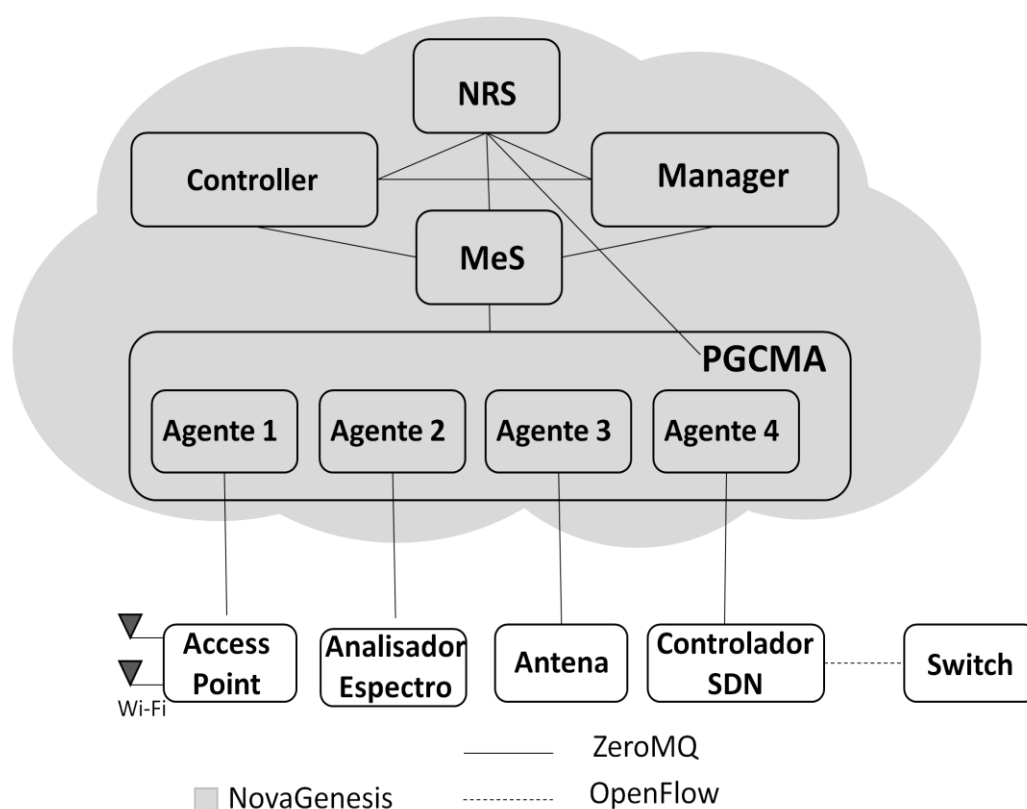 NRS
Controller
Manager
MeS
PGCMA
Agente 1
Agente 2
Agente 3
Agente 4
Access
Point
Analisador
Espectro
Antena
Controlador
SDN
Switch
Wi-Fi
ZeroMQ
NovaGenesis
OpenFlow